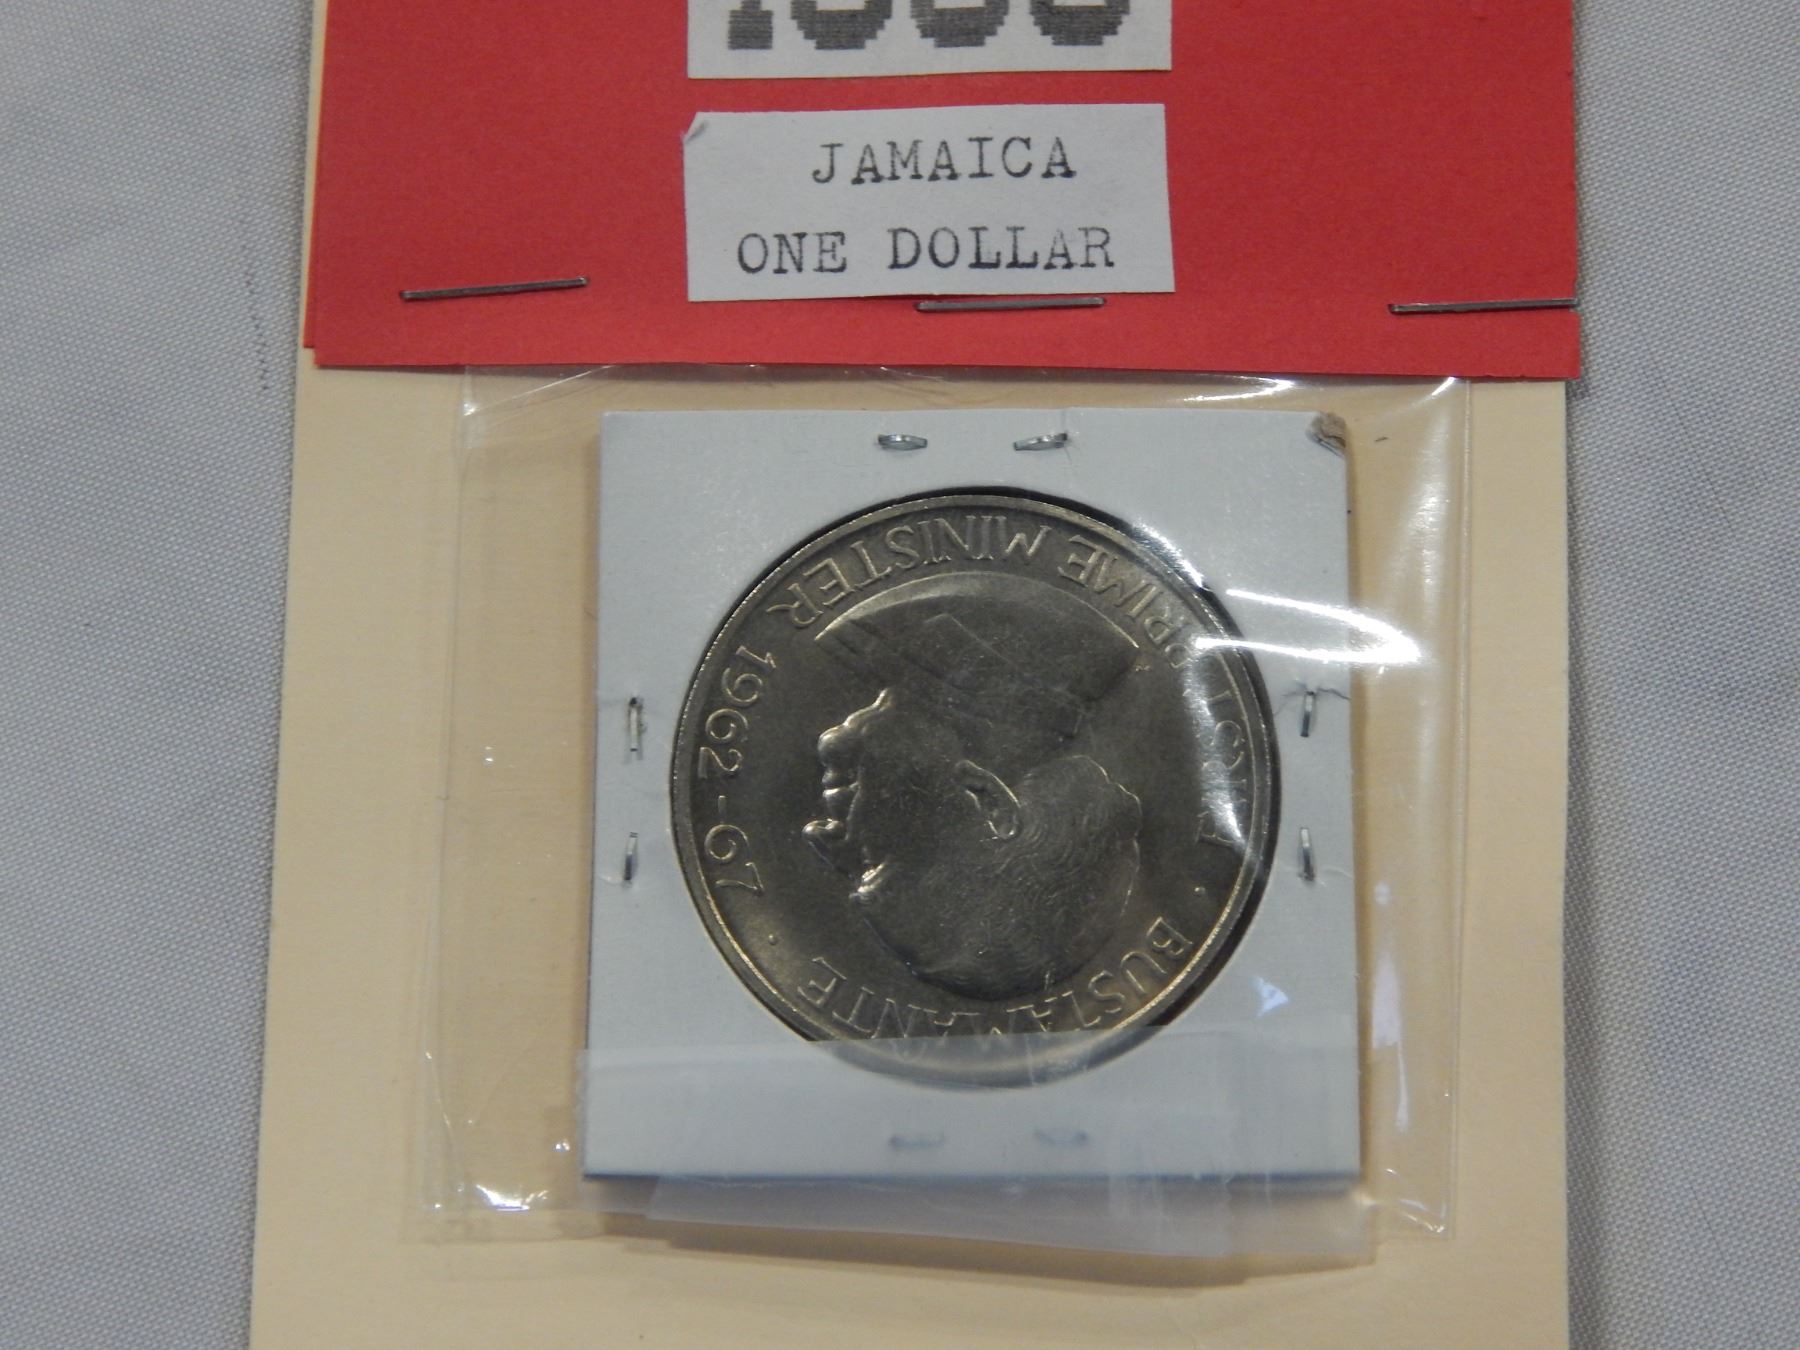 JAMAICA
ONE DOLLAR
BUSTAMANTE · FIRST PRIME MINISTER 1962-67 ·